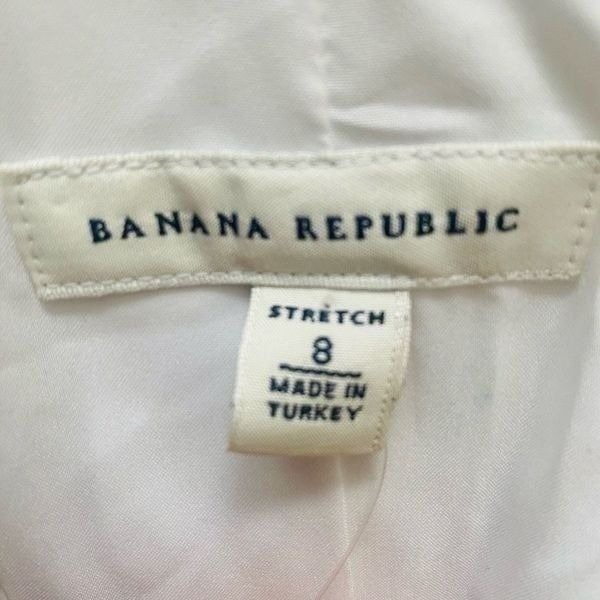 BANANA REPUBLIC
STRETCH
8
MADE IN
TURKEY